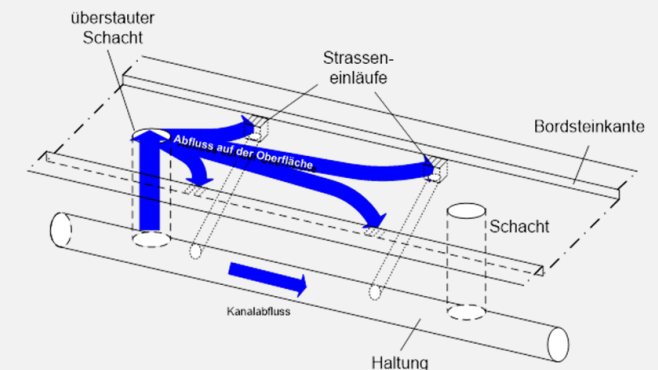 überstauter
Schacht
Strassen-
einläufe
Abfluss auf der Oberfläche
Bordsteinkante
Schacht
Kanalabfluss
Haltung